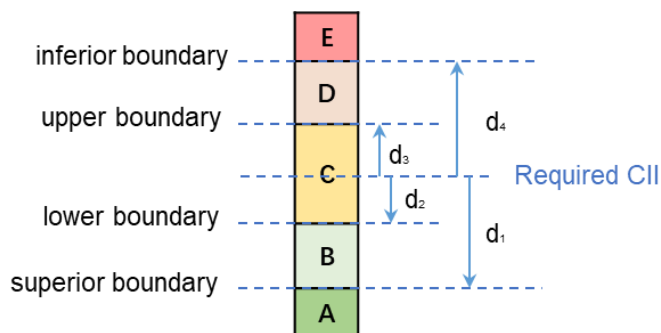 E
inferior boundary
D
upper boundary
d₄
d₃
C
Required CII
d₂
lower boundary
d₁
B
superior boundary
A